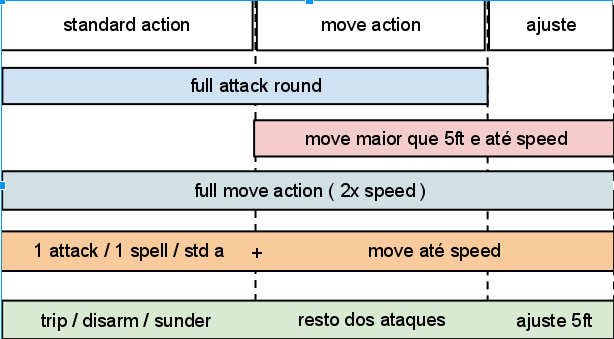 standard action move action ajuste
full attack round
move maior que 5ft e até speed
full move action ( 2x speed )
1 attack / 1 spell / std a + move até speed
trip / disarm / sunder resto dos ataques ajuste 5ft